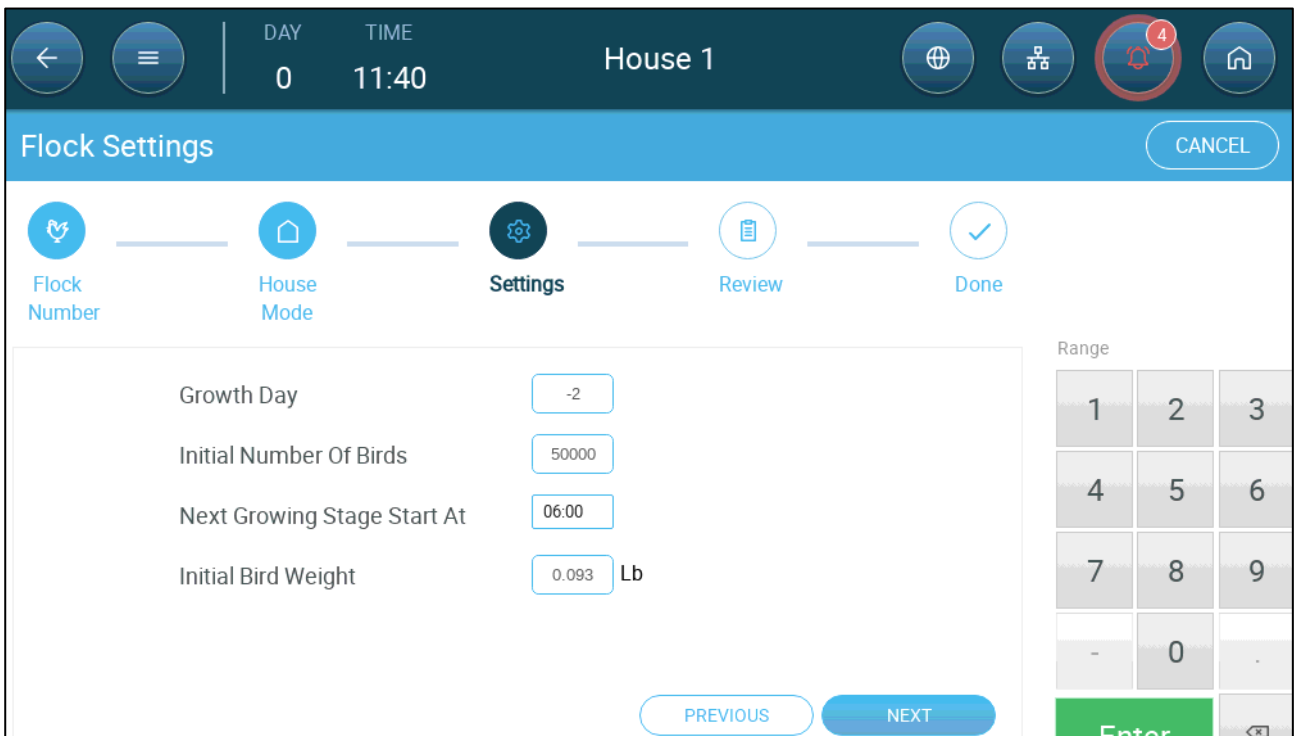 DAY TIME
0 11:40
House 1
4
Flock Settings
CANCEL
Flock Number
House Mode
Settings
Review
Done
Range
Growth Day -2
Initial Number Of Birds 50000
Next Growing Stage Start At 06:00
Initial Bird Weight 0.093 Lb
1 2 3
4 5 6
7 8 9
- 0 .
PREVIOUS NEXT
Enter